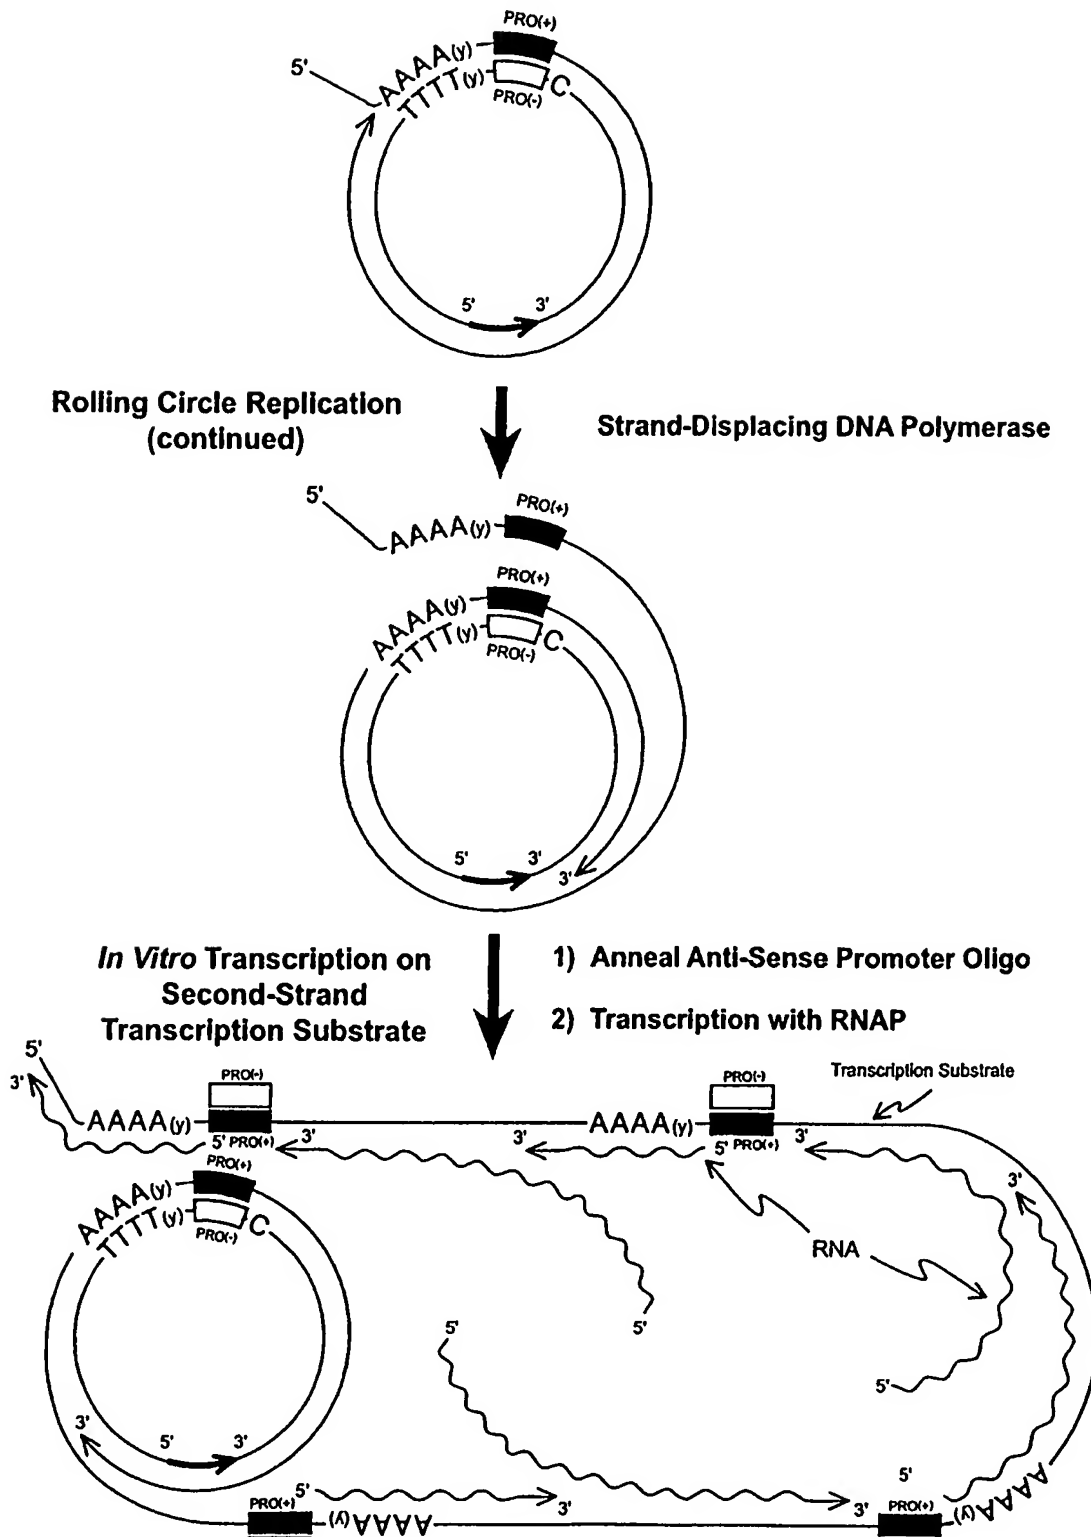 PRO(+)
5'
AAAA(y)
TTTT(y)
C
PRO(-)
5' 3'
Rolling Circle Replication
(continued)
Strand-Displacing DNA Polymerase
5'
PRO(+)
AAAA(y)
PRO(+)
AAAA(y)
TTTT(y)
C
PRO(-)
5' 3'
3'
In Vitro Transcription on
Second-Strand
Transcription Substrate
1) Anneal Anti-Sense Promoter Oligo
2) Transcription with RNAP
5'
3'
PRO(-)
PRO(-)
Transcription Substrate
AAAA(y)
AAAA(y)
5' PRO(+)
3'
3'
5' PRO(+)
3'
PRO(+)
AAAA(y)
TTTT(y)
C
PRO(-)
3'
RNA
5'
5'
5'
3'
5' 3'
5'
PRO(+)
5'
3'
3'
PRO(+)
AAAA(y)
AAAA(y)